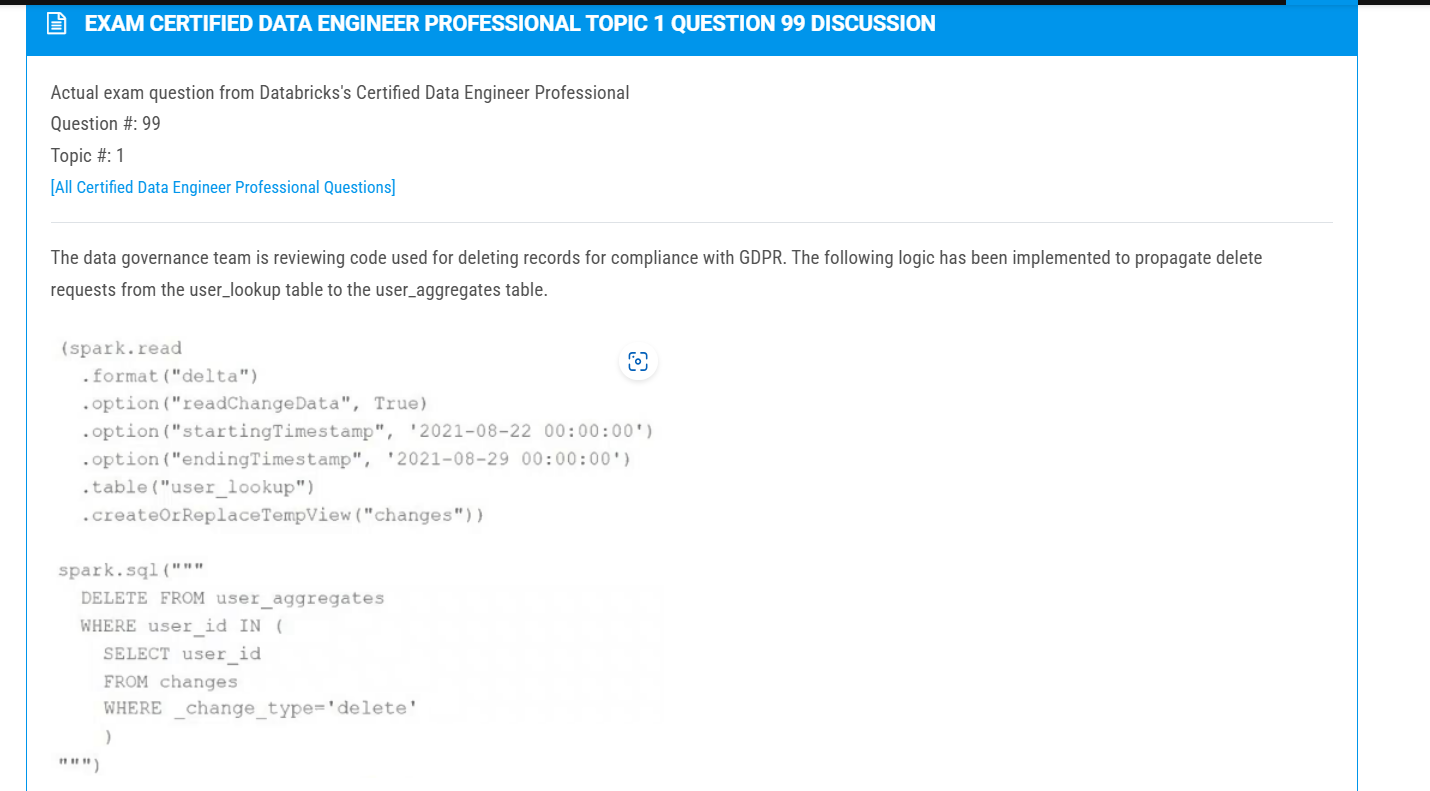 EXAM CERTIFIED DATA ENGINEER PROFESSIONAL TOPIC 1 QUESTION 99 DISCUSSION
Actual exam question from Databricks's Certified Data Engineer Professional
Question #: 99
Topic #: 1
[All Certified Data Engineer Professional Questions]
The data governance team is reviewing code used for deleting records for compliance with GDPR. The following logic has been implemented to propagate delete
requests from the user_lookup table to the user_aggregates table.
(spark.read
.format("delta")
.option("readChangeData", True)
.option("startingTimestamp", '2021-08-22 00:00:00')
.option("endingTimestamp", '2021-08-29 00:00:00')
.table("user_lookup")
.createOrReplaceTempView("changes"))
spark.sql("""
DELETE FROM user_aggregates
WHERE user_id IN (
SELECT user_id
FROM changes
WHERE _change_type='delete'
)
""")